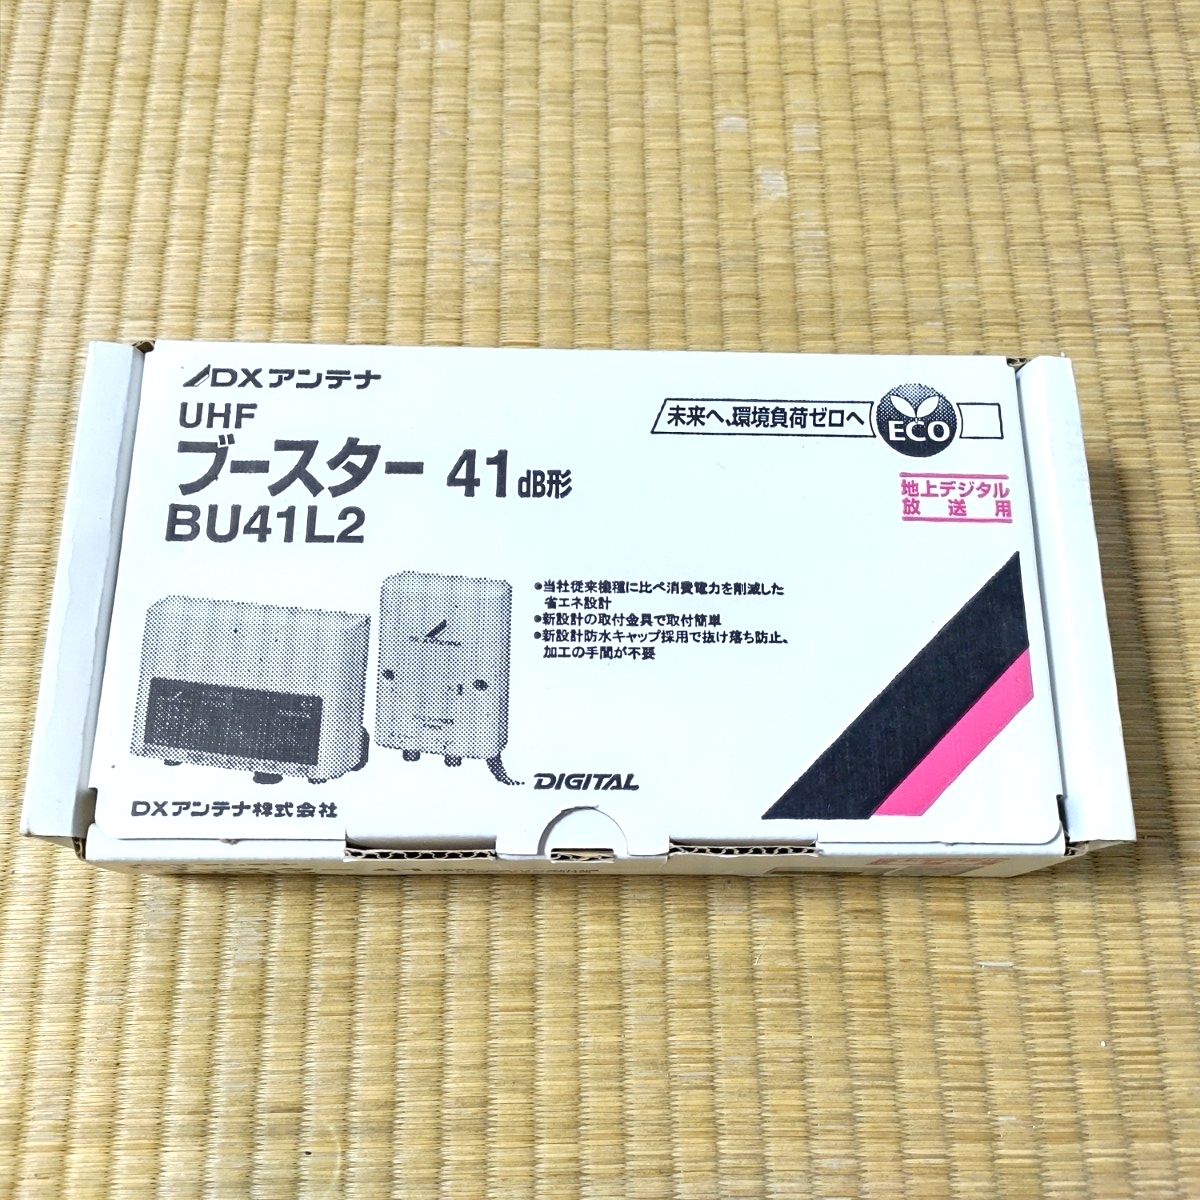 DXアンテナ
UHF
ブースター 41dB形
BU41L2
未来へ、環境負荷ゼロへ
ECO
地上デジタル
放送用
●当社従来機種に比べ消費電力を削減した
省エネ設計
●新設計の取付金具で取付簡単
●新設計防水キャップ採用で抜け落ち防止、
加工の手間が不要
DIGITAL
DXアンテナ株式会社